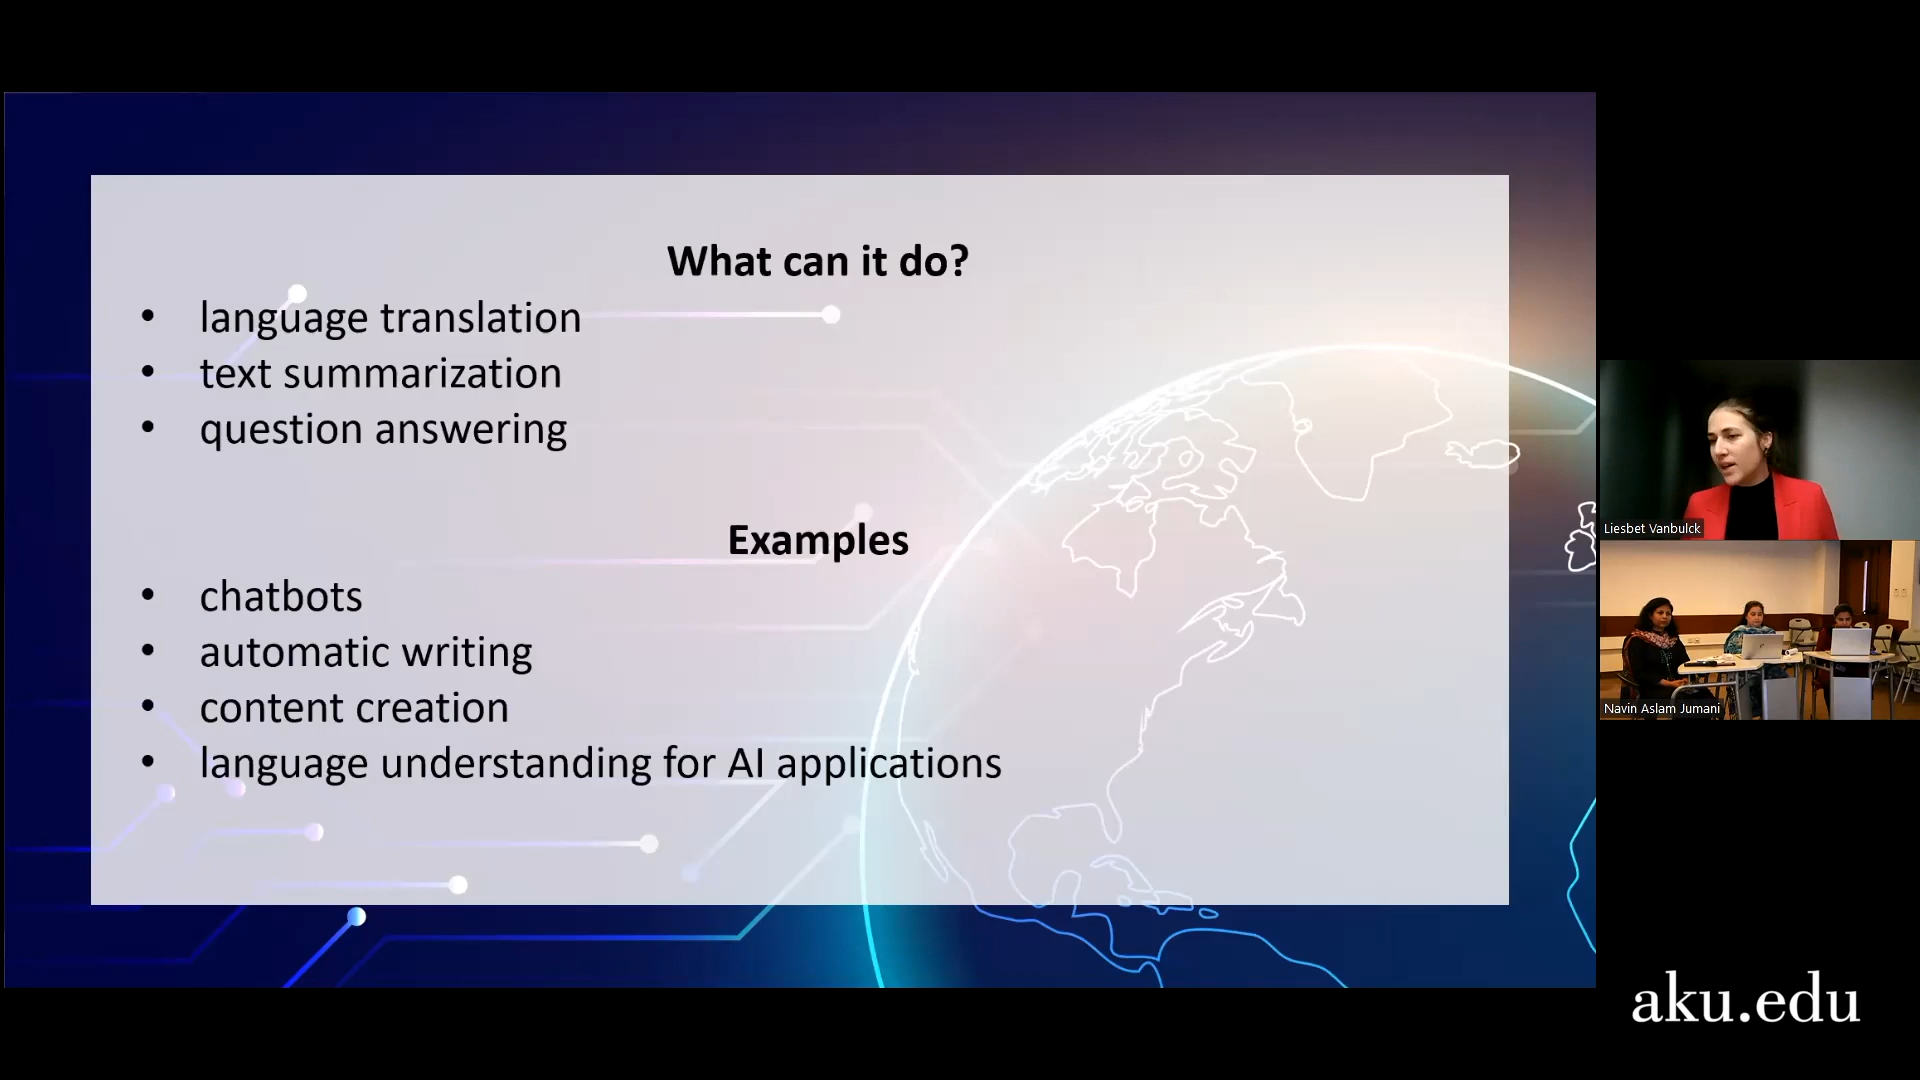 What can it do?
• language translation
• text summarization
• question answering
Examples
• chatbots
• automatic writing
• content creation
• language understanding for AI applications
Liesbet Vanbulck
Navin Aslam Jumani
aku.edu